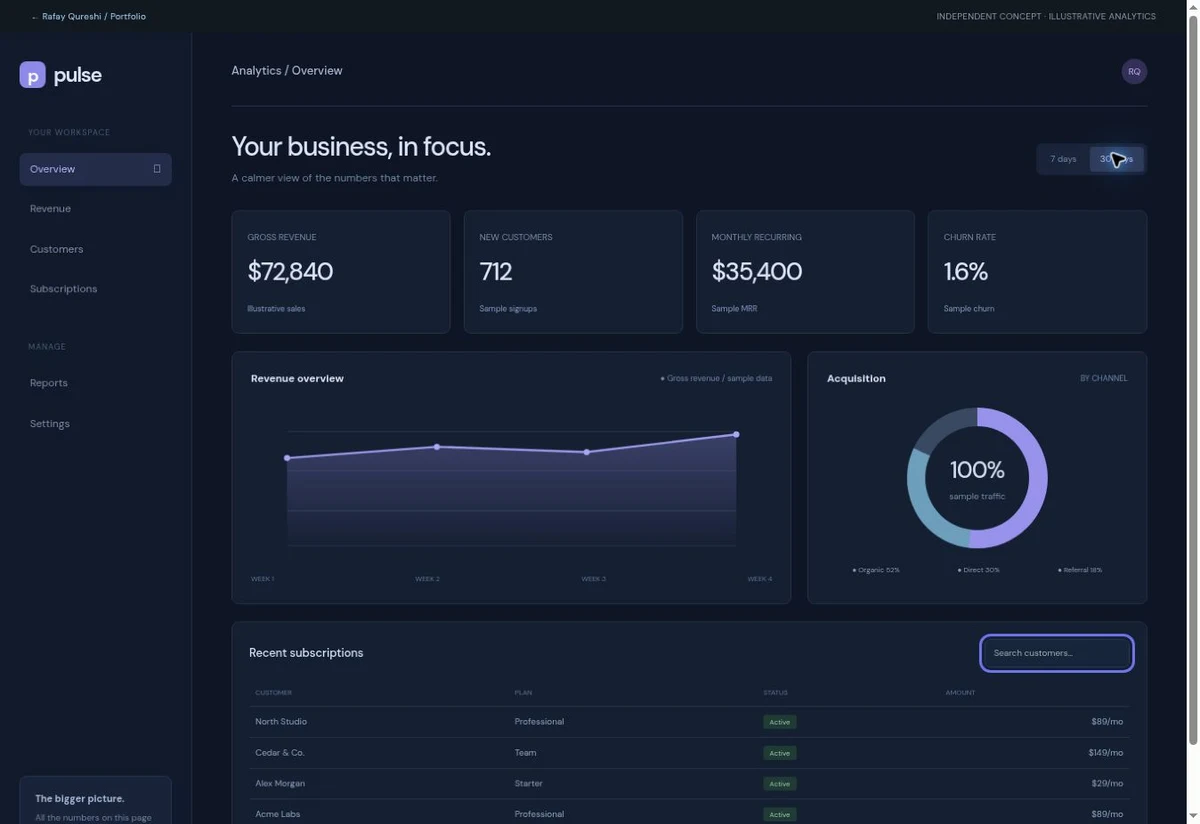 ← Rafay Qureshi / Portfolio
INDEPENDENT CONCEPT · ILLUSTRATIVE ANALYTICS
p pulse
Analytics / Overview
RQ
YOUR WORKSPACE
Overview
Revenue
Customers
Subscriptions
MANAGE
Reports
Settings
The bigger picture.
All the numbers on this page
Your business, in focus.
A calmer view of the numbers that matter.
7 days
GROSS REVENUE
$72,840
Illustrative sales
NEW CUSTOMERS
712
Sample signups
MONTHLY RECURRING
$35,400
Sample MRR
CHURN RATE
1.6%
Sample churn
Revenue overview
● Gross revenue / sample data
WEEK 1 WEEK 2 WEEK 3 WEEK 4
Acquisition
BY CHANNEL
100%
sample traffic
● Organic 52% ● Direct 30% ● Referral 18%
Recent subscriptions
Search customers...
CUSTOMER PLAN STATUS AMOUNT
North Studio Professional Active $89/mo
Cedar & Co. Team Active $149/mo
Alex Morgan Starter Active $29/mo
Acme Labs Professional Active $89/mo